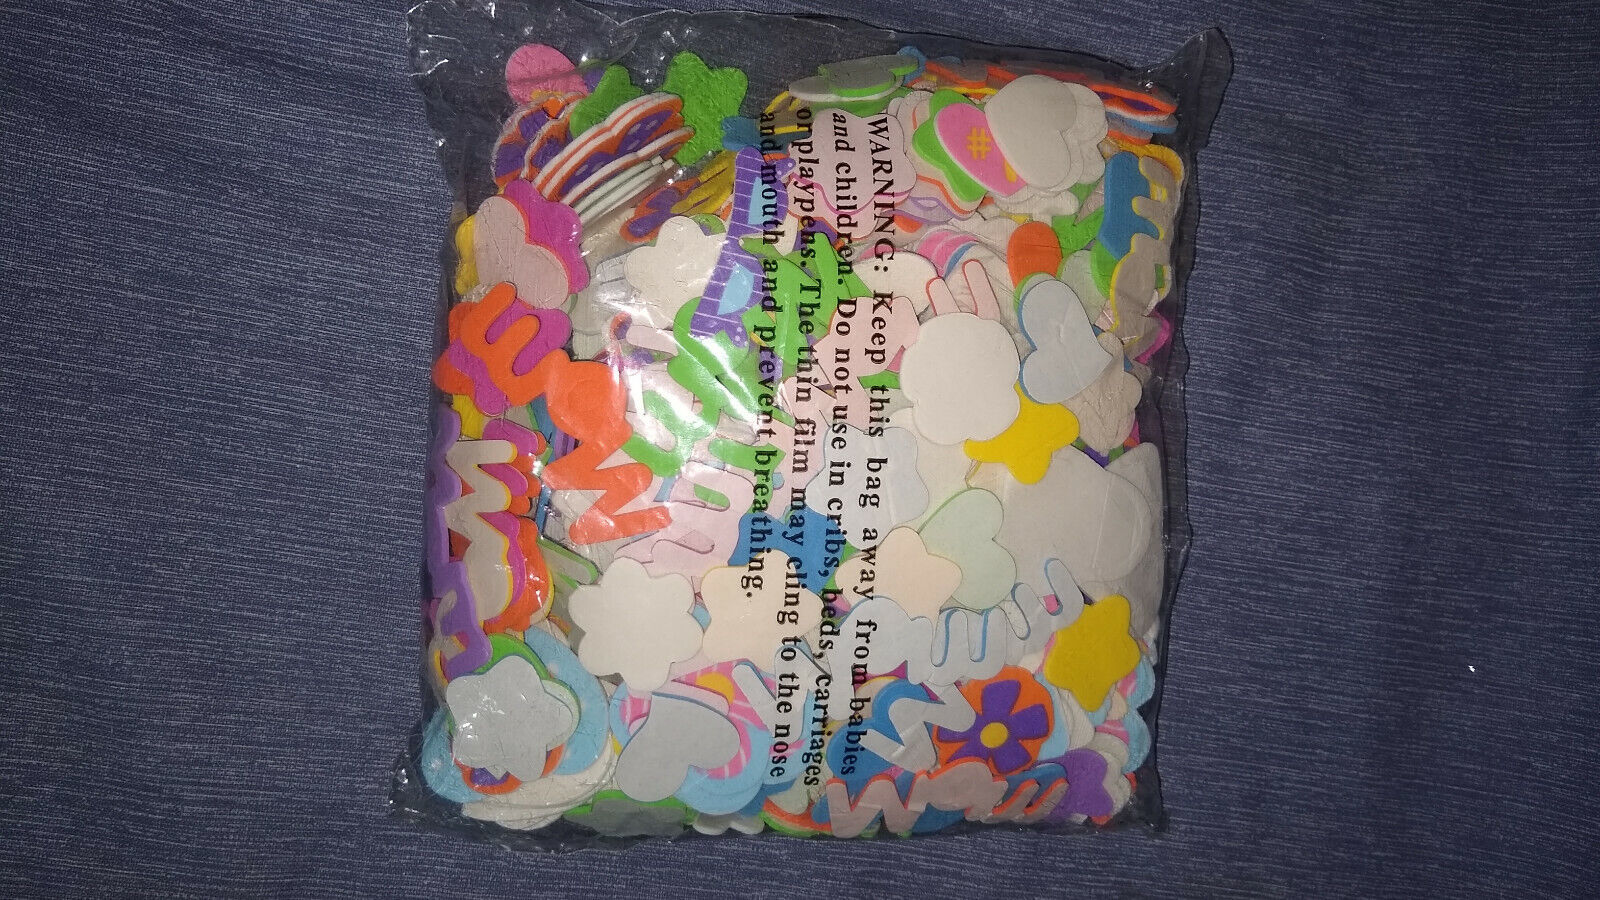 WARNING: Keep this bag away from babies
and children. Do not use in cribs, beds, carriages
or playpens. The thin film may cling to the nose
and mouth and prevent breathing.
MOM
#